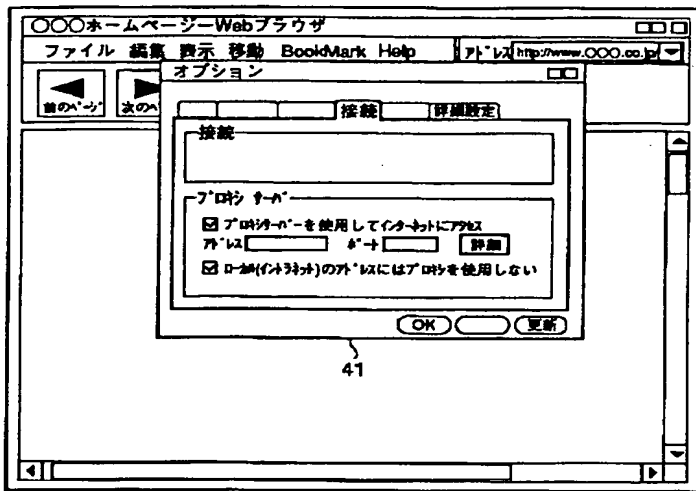 ○○○ホームページーWebブラウザ
ファイル 編集 表示 移動 BookMark Help アドレス http://www.○○○.co.jp/
オプション
前のページ 次のペ
接続 詳細設定
接続
プロキシ サーバ
プロキシサーバーを使用してインターネットにアクセス
アドレス ポート 詳細
ローカル(イントラネット)のアドレスにはプロキシを使用しない
OK 更新
41